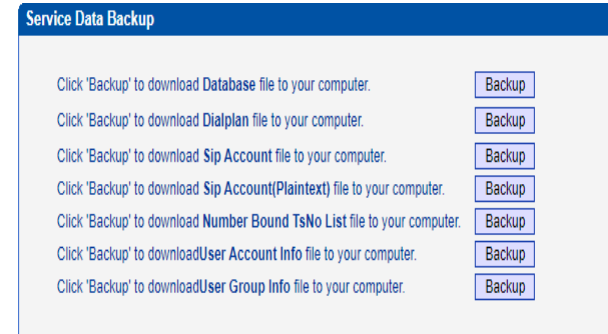 Service Data Backup
Click 'Backup' to download Database file to your computer. Backup
Click 'Backup' to download Dialplan file to your computer. Backup
Click 'Backup' to download Sip Account file to your computer. Backup
Click 'Backup' to download Sip Account(Plaintext) file to your computer. Backup
Click 'Backup' to download Number Bound TsNo List file to your computer. Backup
Click 'Backup' to downloadUser Account Info file to your computer. Backup
Click 'Backup' to downloadUser Group Info file to your computer. Backup